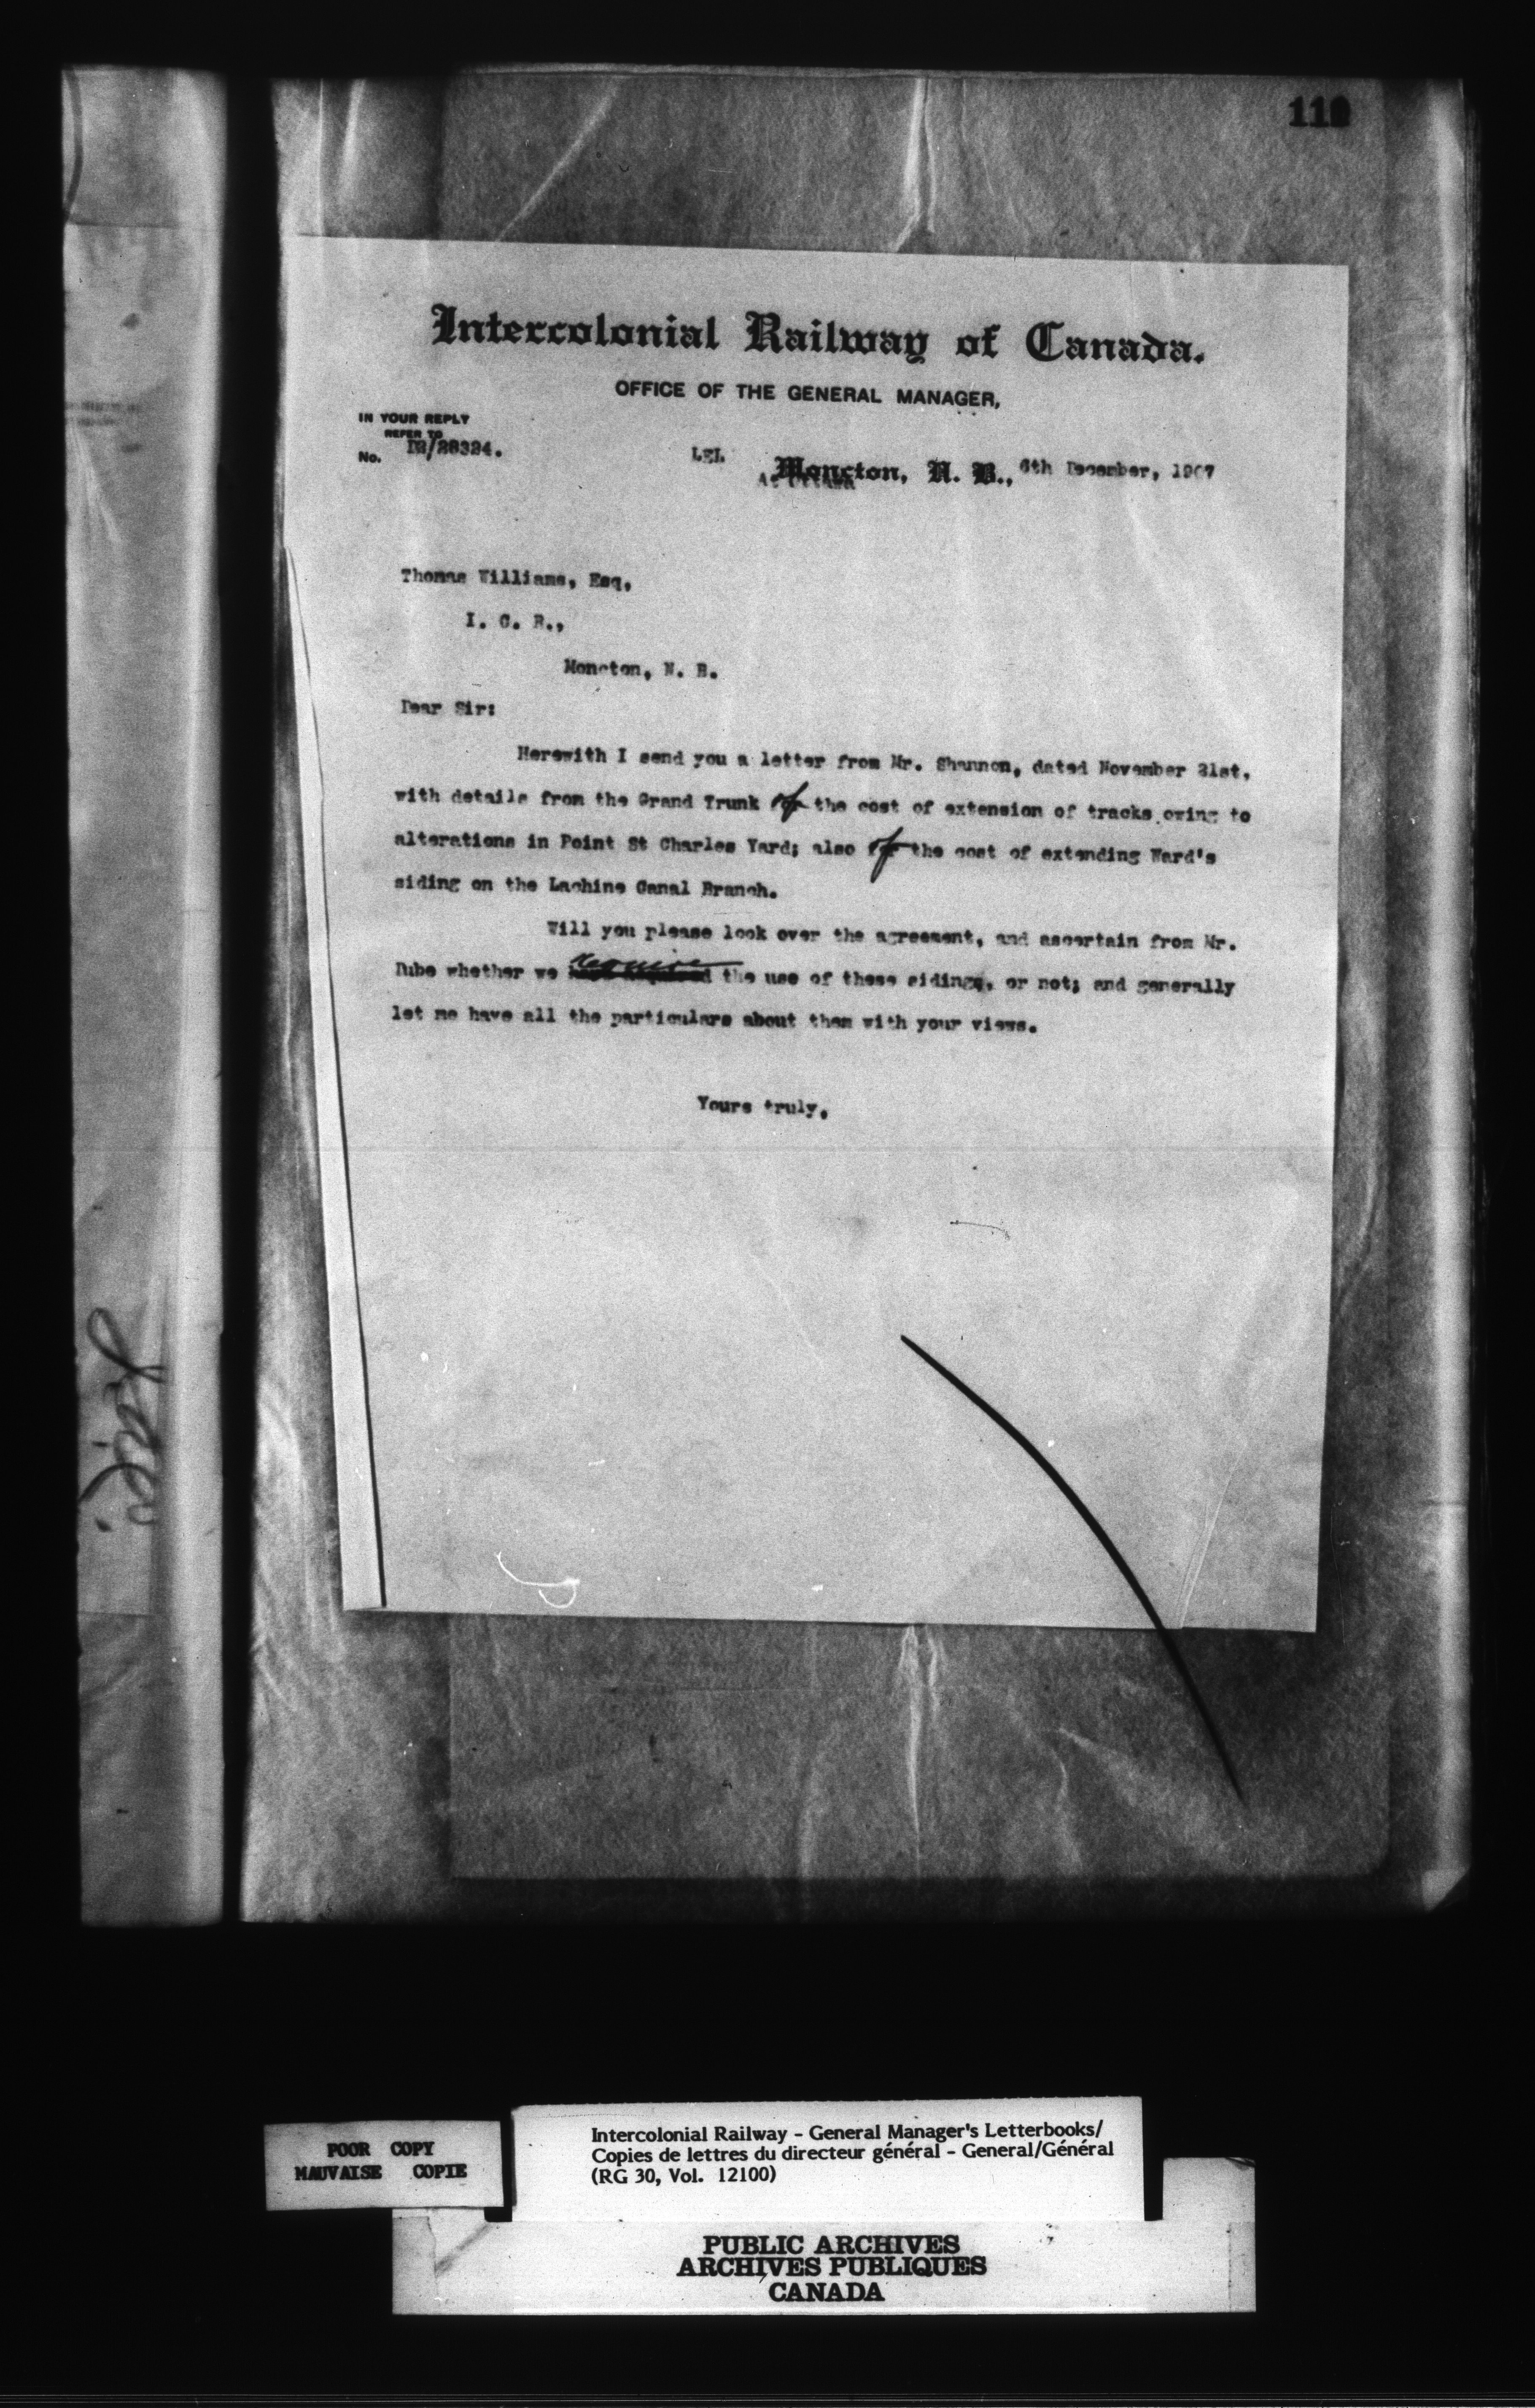 Intercolonial Railway of Canada.
OFFICE OF THE GENERAL MANAGER,
IN YOUR REPLY
REFER TO
No. D2/28324.
LEL
Moncton, N. B., 6th December, 1907
At Ottawa
Thomas Williams, Esq,
I. C. R.,
Moncton, N. B.
Dear Sir:
Herewith I send you a letter from Mr. Shannon, dated November 21st,
with details from the Grand Trunk of the cost of extension of tracks owing to
alterations in Point St Charles Yard; also of the cost of extending Ward's
siding on the Lachine Canal Branch.
Will you please look over the agreement, and ascertain from Mr.
Dube whether we require the use of these sidings, or not; and generally
let me have all the particulars about them with your views.
Yours truly,
POOR COPY
MAUVAISE COPIE
Intercolonial Railway - General Manager's Letterbooks/
Copies de lettres du directeur général - General/Général
(RG 30, Vol. 12100)
PUBLIC ARCHIVES
ARCHIVES PUBLIQUES
CANADA